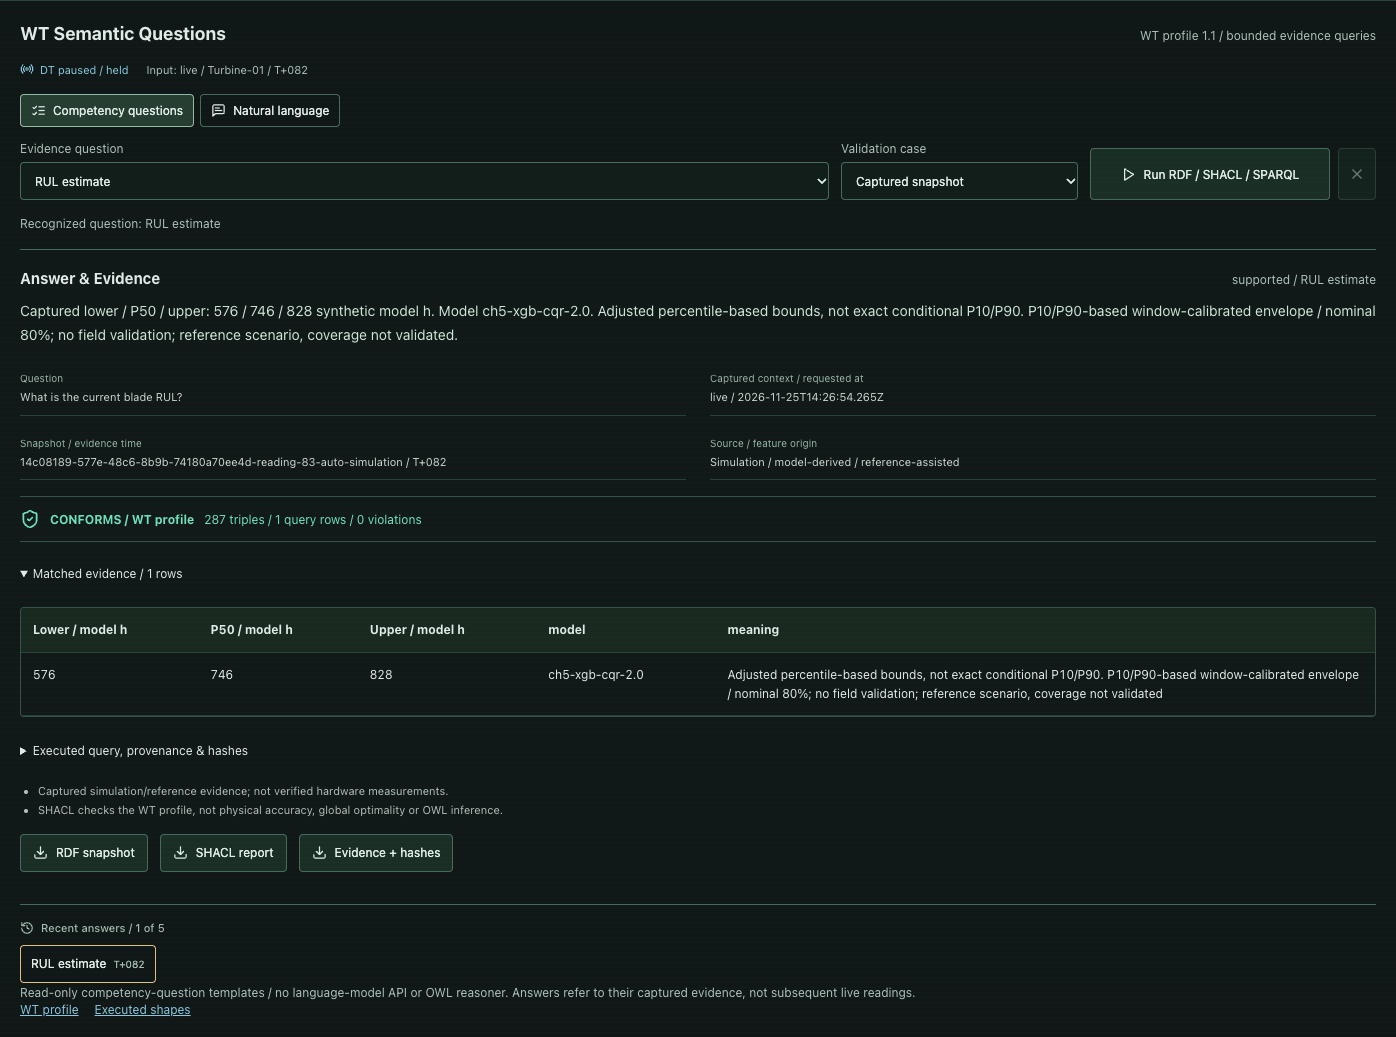 WT Semantic Questions
WT profile 1.1 / bounded evidence queries
DT paused / held
Input: live / Turbine-01 / T+082
Competency questions
Natural language
Evidence question
Validation case
RUL estimate
Captured snapshot
Run RDF / SHACL / SPARQL
Recognized question: RUL estimate
Answer & Evidence
supported / RUL estimate
Captured lower / P50 / upper: 576 / 746 / 828 synthetic model h. Model ch5-xgb-cqr-2.0. Adjusted percentile-based bounds, not exact conditional P10/P90. P10/P90-based window-calibrated envelope / nominal
80%; no field validation; reference scenario, coverage not validated.
Question
What is the current blade RUL?
Captured context / requested at
live / 2026-11-25T14:26:54.265Z
Snapshot / evidence time
14c08189-577e-48c6-8b9b-74180a70ee4d-reading-83-auto-simulation / T+082
Source / feature origin
Simulation / model-derived / reference-assisted
CONFORMS / WT profile
287 triples / 1 query rows / 0 violations
Matched evidence / 1 rows
Lower / model h
P50 / model h
Upper / model h
model
meaning
576
746
828
ch5-xgb-cqr-2.0
Adjusted percentile-based bounds, not exact conditional P10/P90. P10/P90-based window-calibrated envelope
/ nominal 80%; no field validation; reference scenario, coverage not validated
Executed query, provenance & hashes
Captured simulation/reference evidence; not verified hardware measurements.
SHACL checks the WT profile, not physical accuracy, global optimality or OWL inference.
RDF snapshot
SHACL report
Evidence + hashes
Recent answers / 1 of 5
RUL estimate T+082
Read-only competency-question templates / no language-model API or OWL reasoner. Answers refer to their captured evidence, not subsequent live readings.
WT profile
Executed shapes